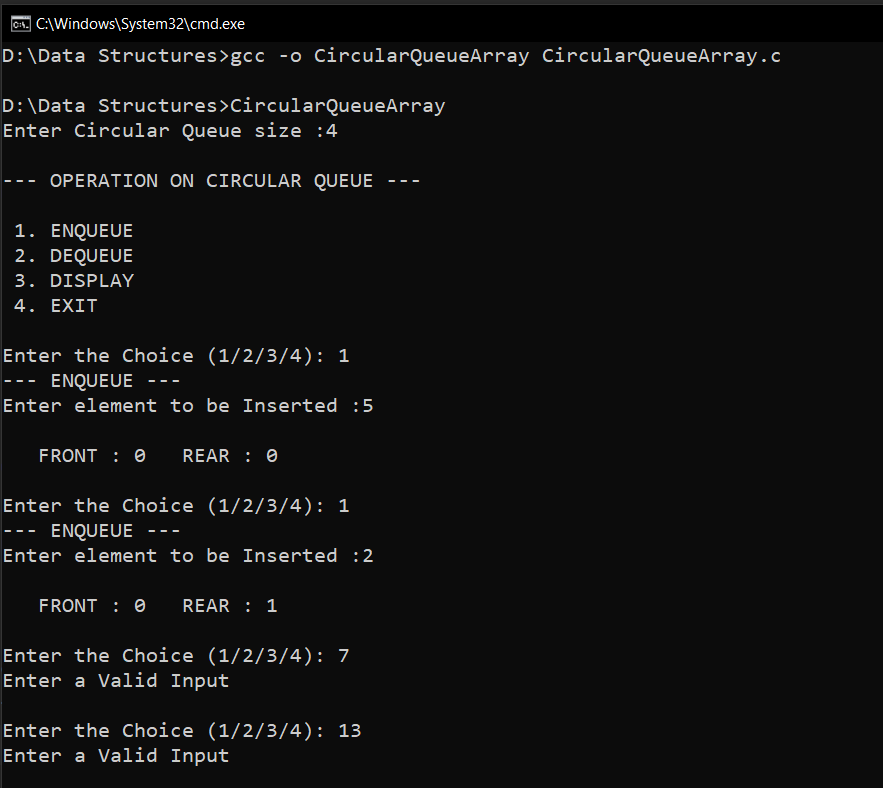 C:\Windows\System32\cmd.exe
D:\Data Structures>gcc -o CircularQueueArray CircularQueueArray.c
D:\Data Structures>CircularQueueArray
Enter Circular Queue size :4
--- OPERATION ON CIRCULAR QUEUE ---
1. ENQUEUE
2. DEQUEUE
3. DISPLAY
4. EXIT
Enter the Choice (1/2/3/4): 1
--- ENQUEUE ---
Enter element to be Inserted :5
FRONT : 0   REAR : 0
Enter the Choice (1/2/3/4): 1
--- ENQUEUE ---
Enter element to be Inserted :2
FRONT : 0   REAR : 1
Enter the Choice (1/2/3/4): 7
Enter a Valid Input
Enter the Choice (1/2/3/4): 13
Enter a Valid Input